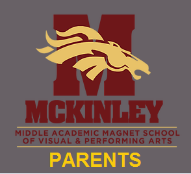 M
MCKINLEY
MIDDLE ACADEMIC MAGNET SCHOOL
OF VISUAL & PERFORMING ARTS
PARENTS